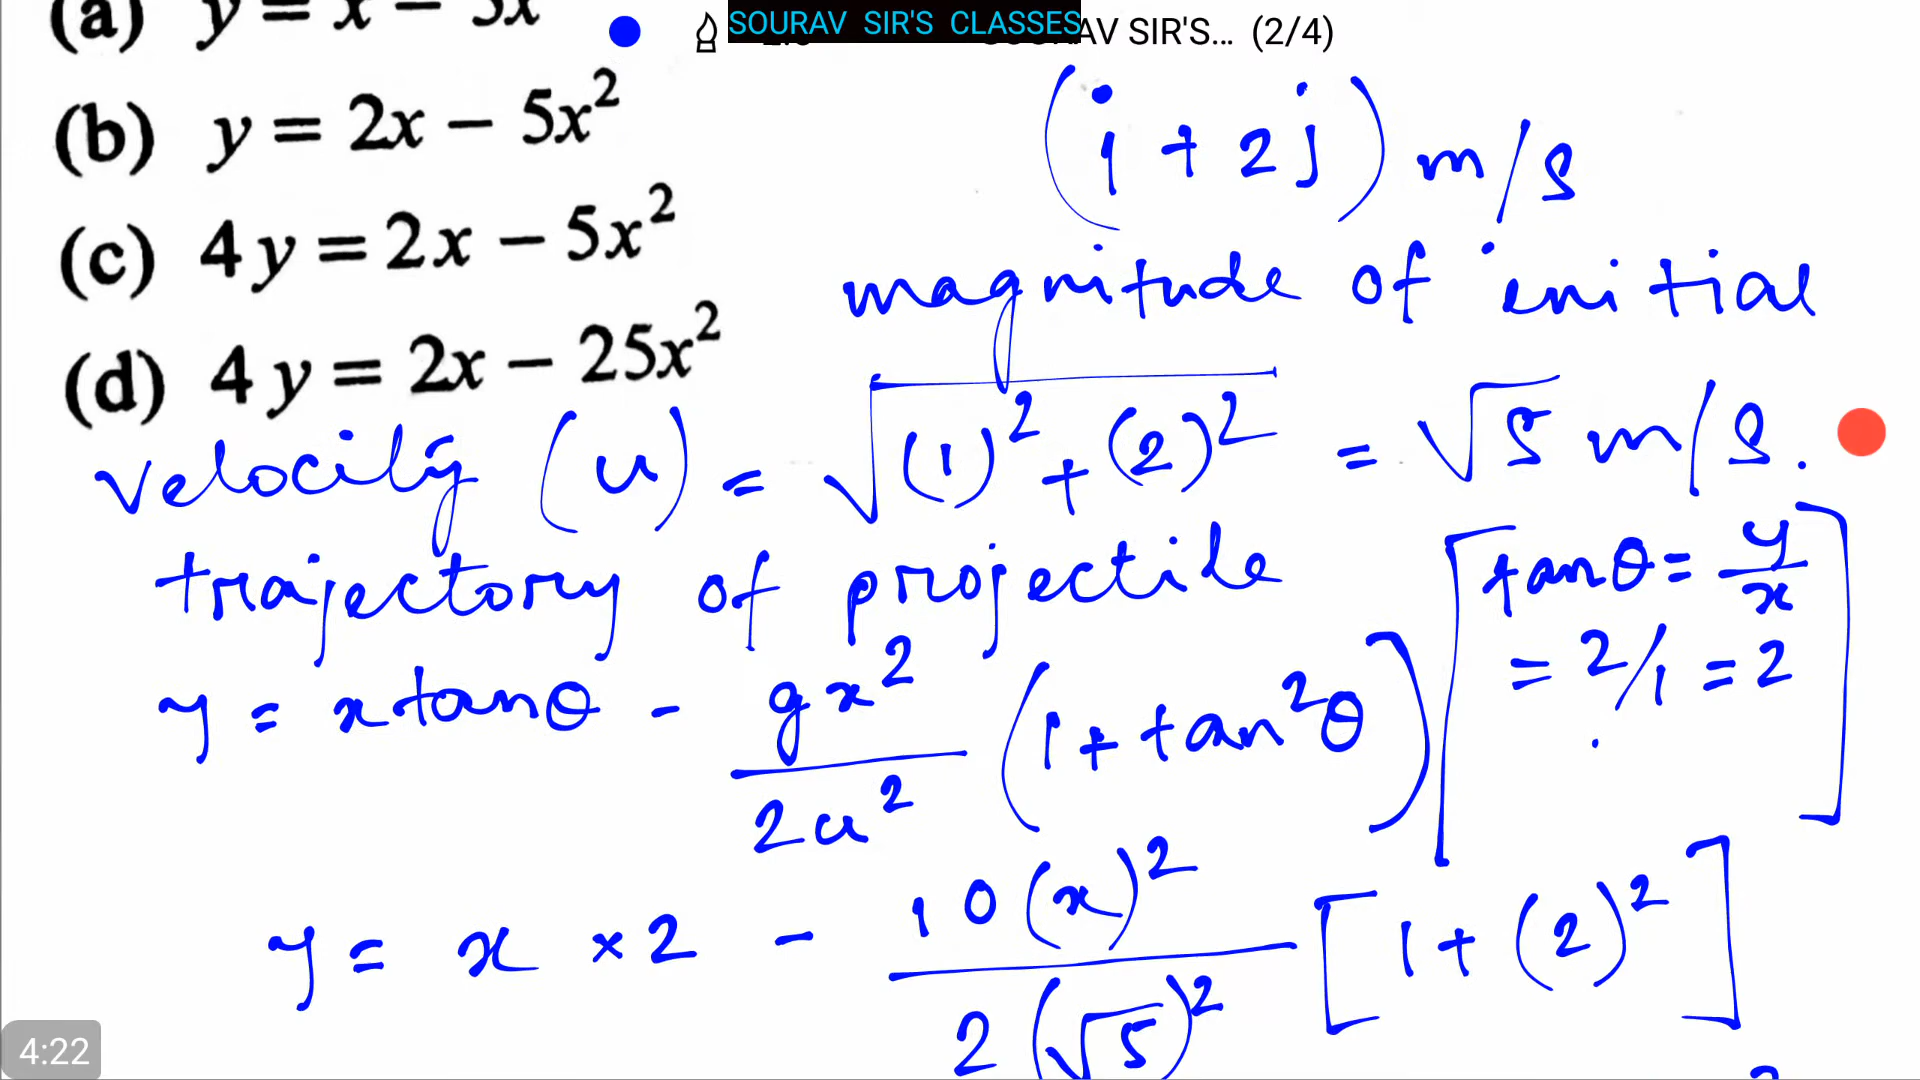 (a) y = x − 5x
SOURAV SIR'S CLASSES AV SIR'S... (2/4)
(b) y = 2x − 5x²
(i + 2j) m/s
(c) 4y = 2x − 5x²
magnitude of initial
(d) 4y = 2x − 25x²
velocity (u) = √((1)² + (2)²) = √5 m/s.
trajectory of projectile
[tanθ = y/x
= 2/1 = 2]
y = x tanθ − gx²/2u² (1 + tan²θ)
y = x × 2 − 10(x)²/2(√5)² [1 + (2)²]
4:22